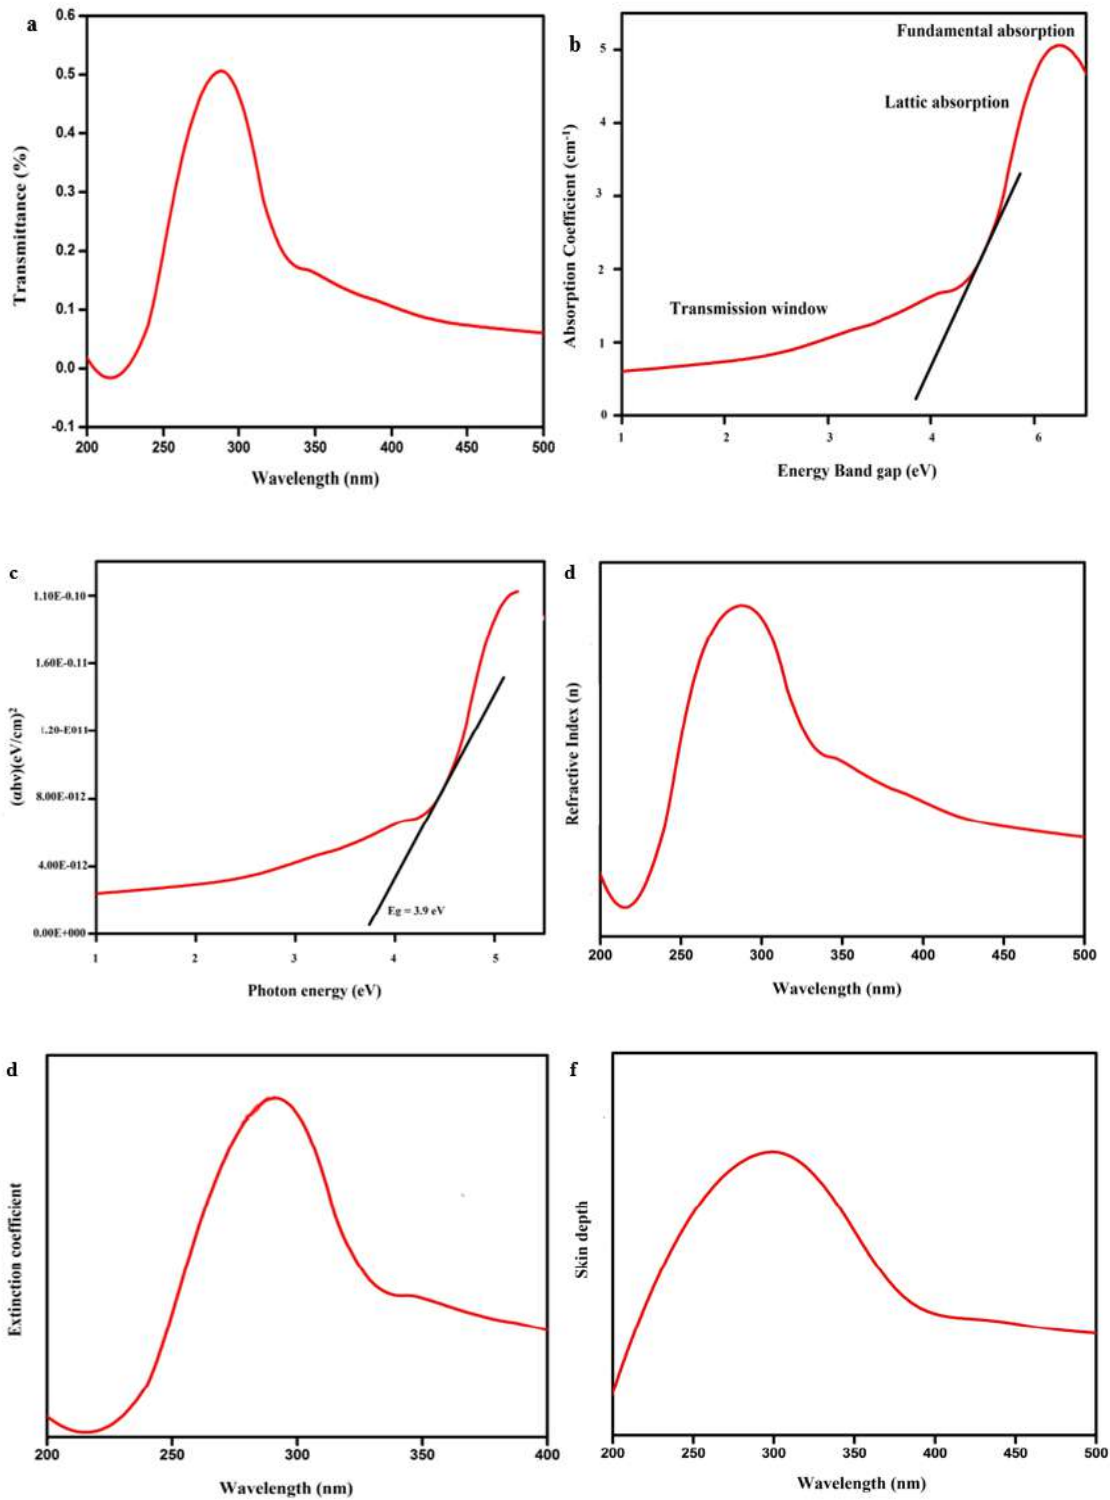 a
0.6
0.5
0.4
0.3
0.2
0.1
0.0
-0.1
Transmittance (%)
200 250 300 350 400 450 500
Wavelength (nm)
b
Fundamental absorption
Lattic absorption
Transmission window
5
4
3
2
1
0
Absorption Coefficient (cm⁻¹)
1 2 3 4 6
Energy Band gap (eV)
c
1.10E-0.10
1.60E-0.11
1.20-E011
8.00E-012
4.00E-012
0.00E+000
(αhν)(eV/cm)²
Eg = 3.9 eV
1 2 3 4 5
Photon energy (eV)
d
Refractive Index (n)
200 250 300 350 400 450 500
Wavelength (nm)
d
Extinction coefficient
200 250 300 350 400
Wavelength (nm)
f
Skin depth
200 250 300 350 400 450 500
Wavelength (nm)